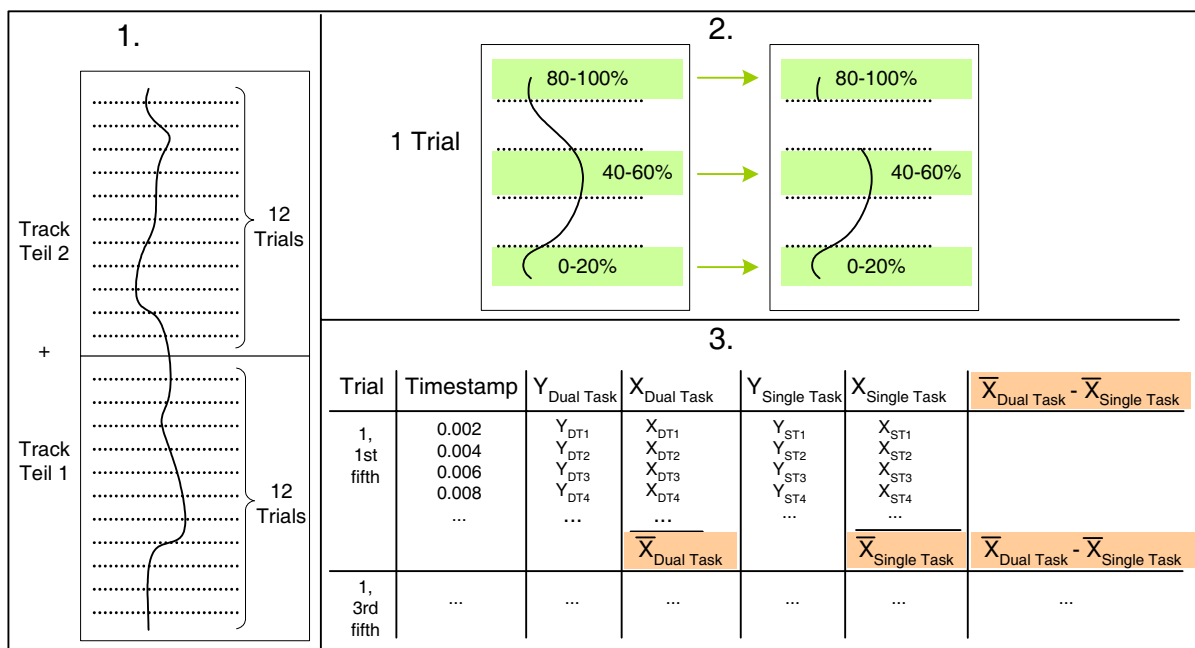 1.
Track
Teil 2
12
Trials
+
Track
Teil 1
12
Trials
2.
1 Trial
80-100%
40-60%
0-20%
80-100%
40-60%
0-20%
3.
Trial Timestamp Y Dual Task X Dual Task Y Single Task X Single Task X̅ Dual Task - X̅ Single Task
1,
1st
fifth
0.002 Y DT1 X DT1 Y ST1 X ST1
0.004 Y DT2 X DT2 Y ST2 X ST2
0.006 Y DT3 X DT3 Y ST3 X ST3
0.008 Y DT4 X DT4 Y ST4 X ST4
... ... ... ... ...
X̅ Dual Task X̅ Single Task X̅ Dual Task - X̅ Single Task
1,
3rd
fifth
... ... ... ... ... ...